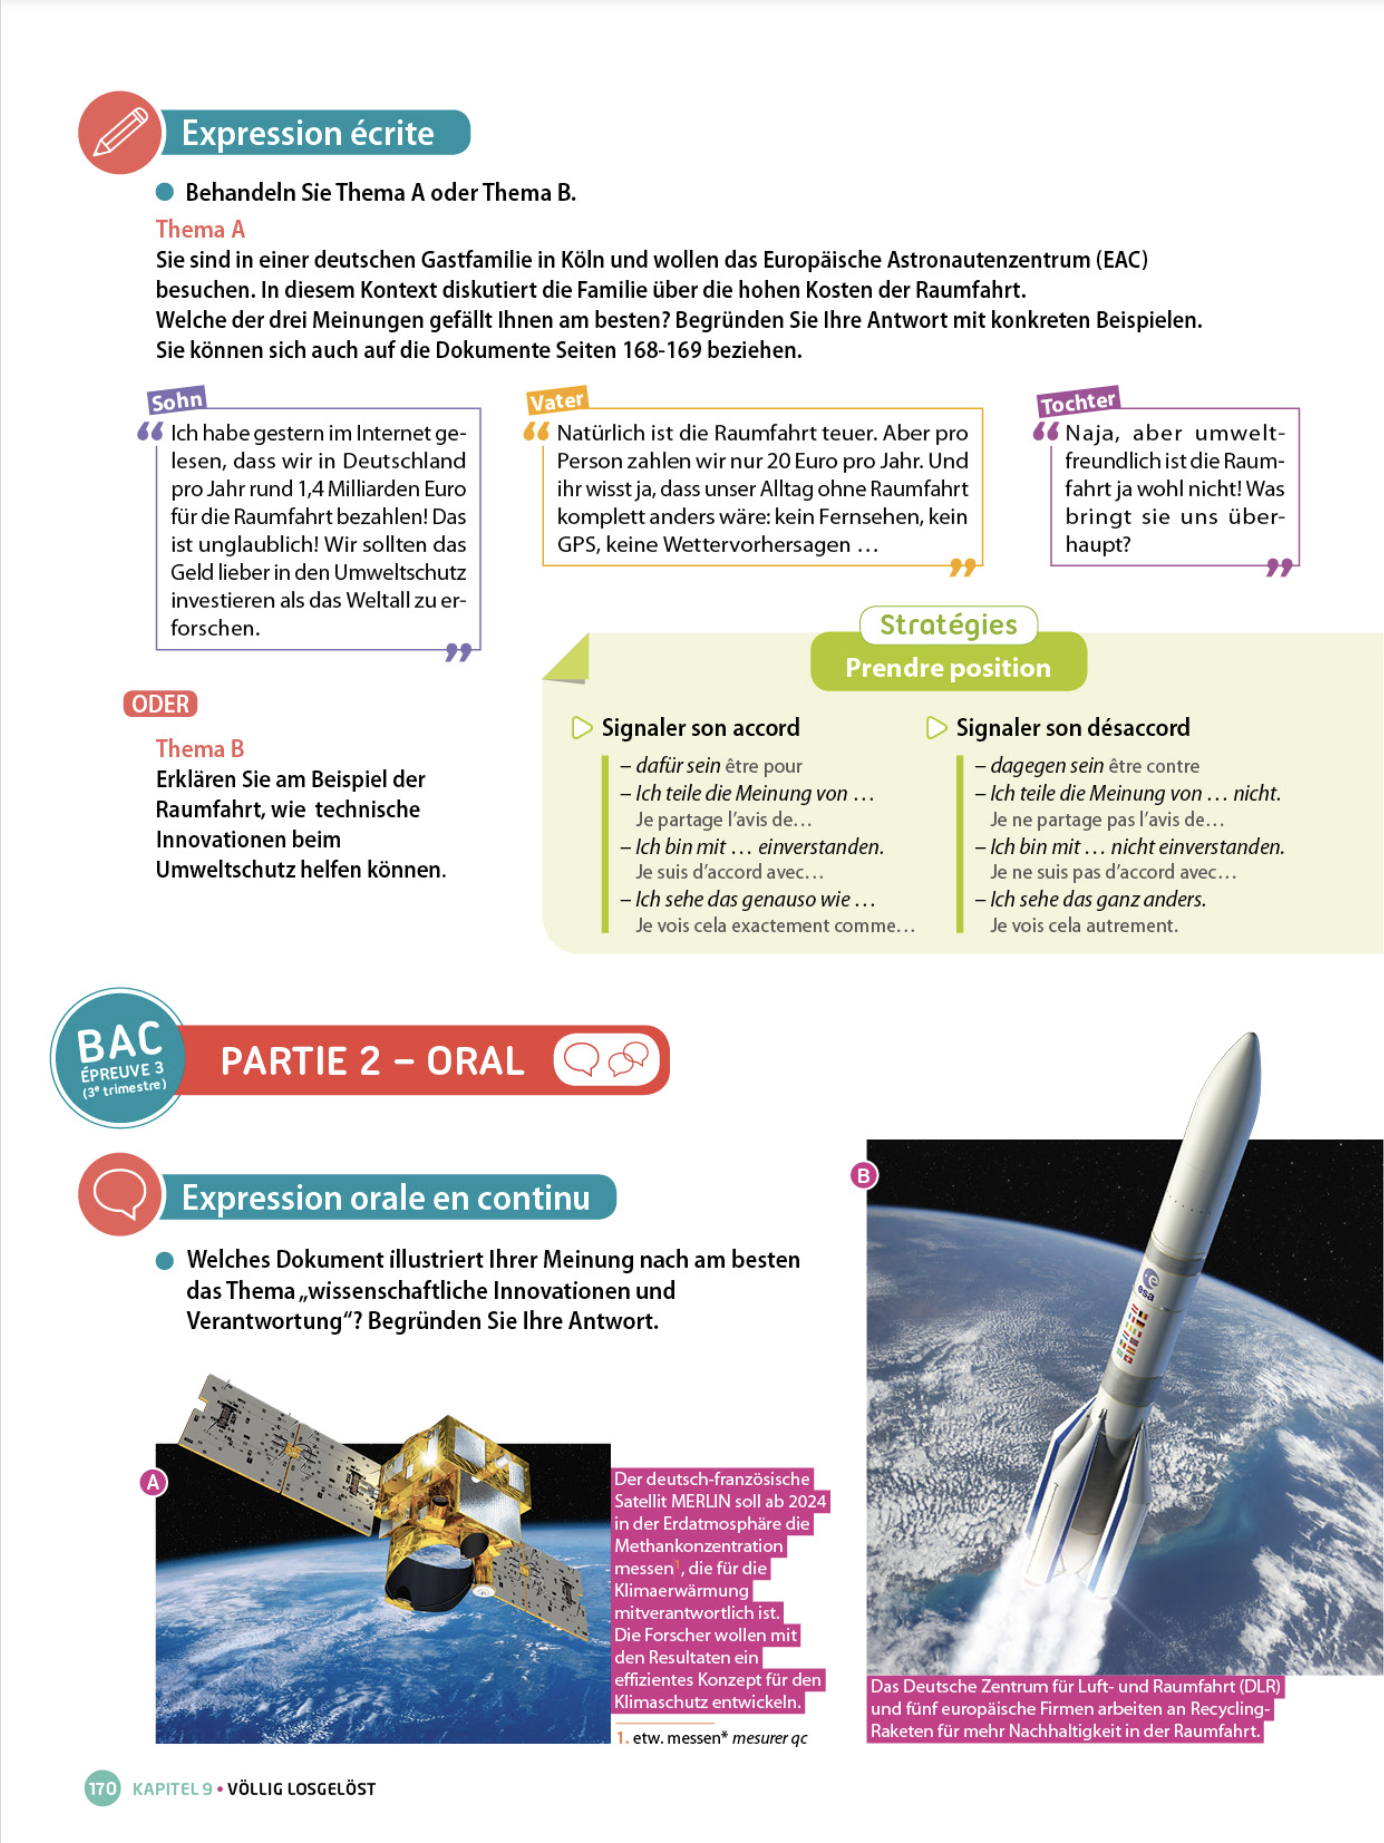 Expression écrite
Behandeln Sie Thema A oder Thema B.
Thema A
Sie sind in einer deutschen Gastfamilie in Köln und wollen das Europäische Astronautenzentrum (EAC)
besuchen. In diesem Kontext diskutiert die Familie über die hohen Kosten der Raumfahrt.
Welche der drei Meinungen gefällt Ihnen am besten? Begründen Sie Ihre Antwort mit konkreten Beispielen.
Sie können sich auch auf die Dokumente Seiten 168-169 beziehen.
Sohn
“ Ich habe gestern im Internet ge-
lesen, dass wir in Deutschland
pro Jahr rund 1,4 Milliarden Euro
für die Raumfahrt bezahlen! Das
ist unglaublich! Wir sollten das
Geld lieber in den Umweltschutz
investieren als das Weltall zu er-
forschen. ”
Vater
“ Natürlich ist die Raumfahrt teuer. Aber pro
Person zahlen wir nur 20 Euro pro Jahr. Und
ihr wisst ja, dass unser Alltag ohne Raumfahrt
komplett anders wäre: kein Fernsehen, kein
GPS, keine Wettervorhersagen … ”
Tochter
“ Naja, aber umwelt-
freundlich ist die Raum-
fahrt ja wohl nicht! Was
bringt sie uns über-
haupt? ”
ODER
Thema B
Erklären Sie am Beispiel der
Raumfahrt, wie technische
Innovationen beim
Umweltschutz helfen können.
Stratégies
Prendre position
Signaler son accord
– dafür sein être pour
– Ich teile die Meinung von …
Je partage l’avis de…
– Ich bin mit … einverstanden.
Je suis d’accord avec…
– Ich sehe das genauso wie …
Je vois cela exactement comme…
Signaler son désaccord
– dagegen sein être contre
– Ich teile die Meinung von … nicht.
Je ne partage pas l’avis de…
– Ich bin mit … nicht einverstanden.
Je ne suis pas d’accord avec…
– Ich sehe das ganz anders.
Je vois cela autrement.
BAC
ÉPREUVE 3
(3e trimestre)
PARTIE 2 – ORAL
Expression orale en continu
Welches Dokument illustriert Ihrer Meinung nach am besten
das Thema „wissenschaftliche Innovationen und
Verantwortung“? Begründen Sie Ihre Antwort.
A
Der deutsch-französische
Satellit MERLIN soll ab 2024
in der Erdatmosphäre die
Methankonzentration
messen1, die für die
Klimaerwärmung
mitverantwortlich ist.
Die Forscher wollen mit
den Resultaten ein
effizientes Konzept für den
Klimaschutz entwickeln.
1. etw. messen* mesurer qc
B
esa
Das Deutsche Zentrum für Luft- und Raumfahrt (DLR)
und fünf europäische Firmen arbeiten an Recycling-
Raketen für mehr Nachhaltigkeit in der Raumfahrt.
170 KAPITEL 9 • VÖLLIG LOSGELÖST